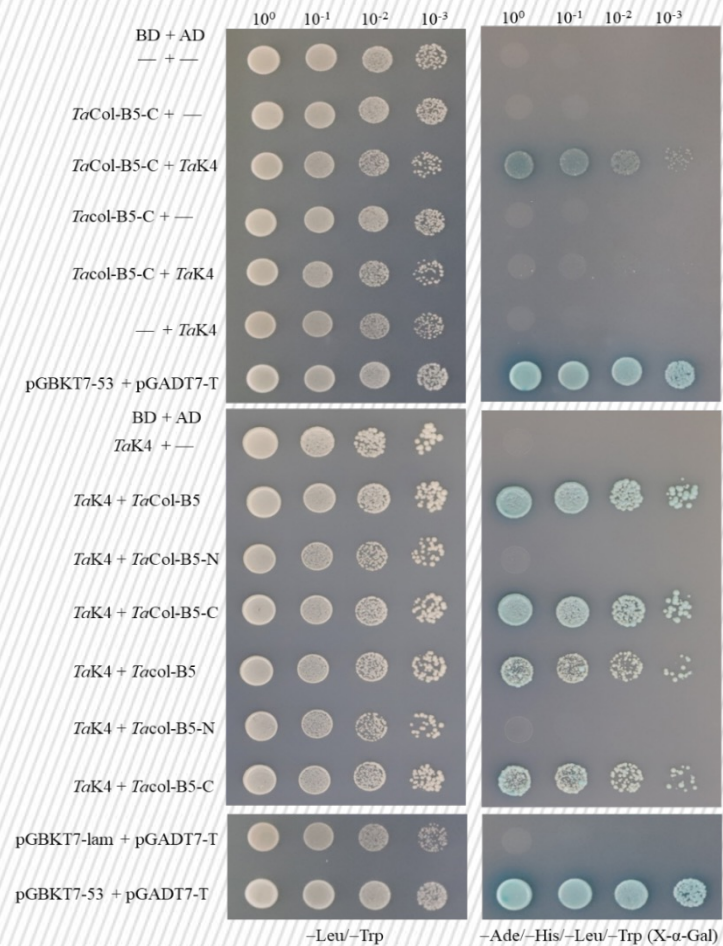 10⁰ 10⁻¹ 10⁻² 10⁻³ 10⁰ 10⁻¹ 10⁻² 10⁻³
BD + AD
— + —
TaCol-B5-C + —
TaCol-B5-C + TaK4
Tacol-B5-C + —
Tacol-B5-C + TaK4
— + TaK4
pGBKT7-53 + pGADT7-T
BD + AD
TaK4 + —
TaK4 + TaCol-B5
TaK4 + TaCol-B5-N
TaK4 + TaCol-B5-C
TaK4 + Tacol-B5
TaK4 + Tacol-B5-N
TaK4 + Tacol-B5-C
pGBKT7-lam + pGADT7-T
pGBKT7-53 + pGADT7-T
–Leu/–Trp –Ade/–His/–Leu/–Trp (X-α-Gal)